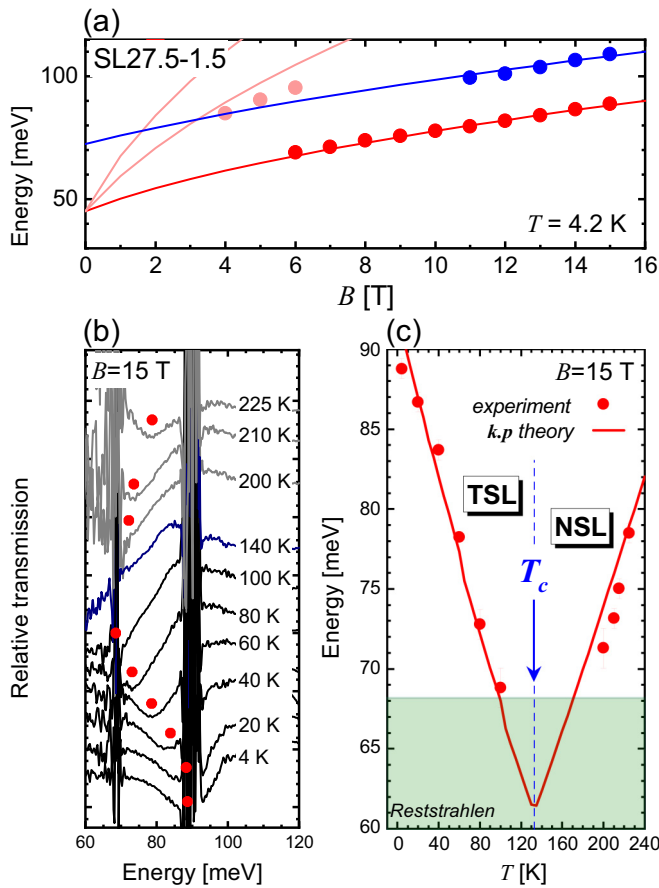 (a)
SL27.5-1.5
100
50
Energy [meV]
T = 4.2 K
0 2 4 6 8 10 12 14 16
B [T]
(b)
B=15 T
225 K
210 K
200 K
140 K
100 K
80 K
60 K
40 K
20 K
4 K
Relative transmission
60 80 100 120
Energy [meV]
(c)
90
85
80
75
70
65
60
Energy [meV]
B=15 T
experiment
k.p theory
TSL
NSL
Tc
Reststrahlen
0 40 80 120 160 200 240
T [K]